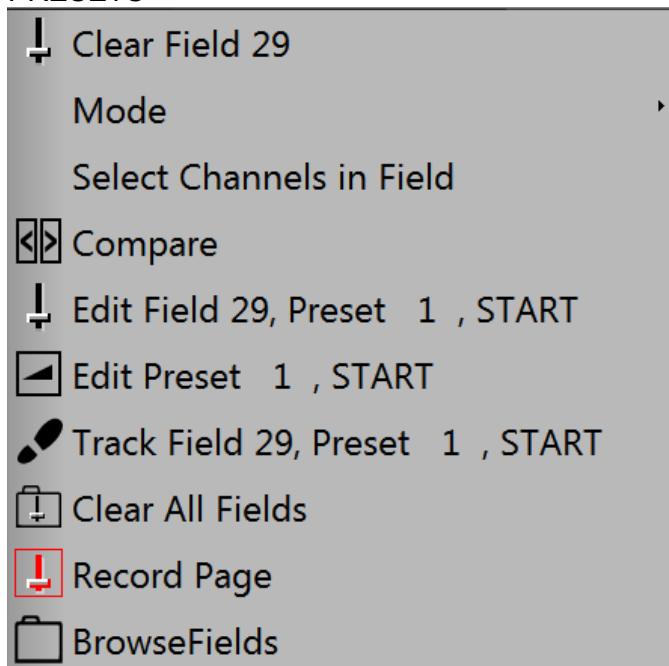 PRESETS
Clear Field 29
Mode
Select Channels in Field
Compare
Edit Field 29, Preset 1 , START
Edit Preset 1 , START
Track Field 29, Preset 1 , START
Clear All Fields
Record Page
BrowseFields